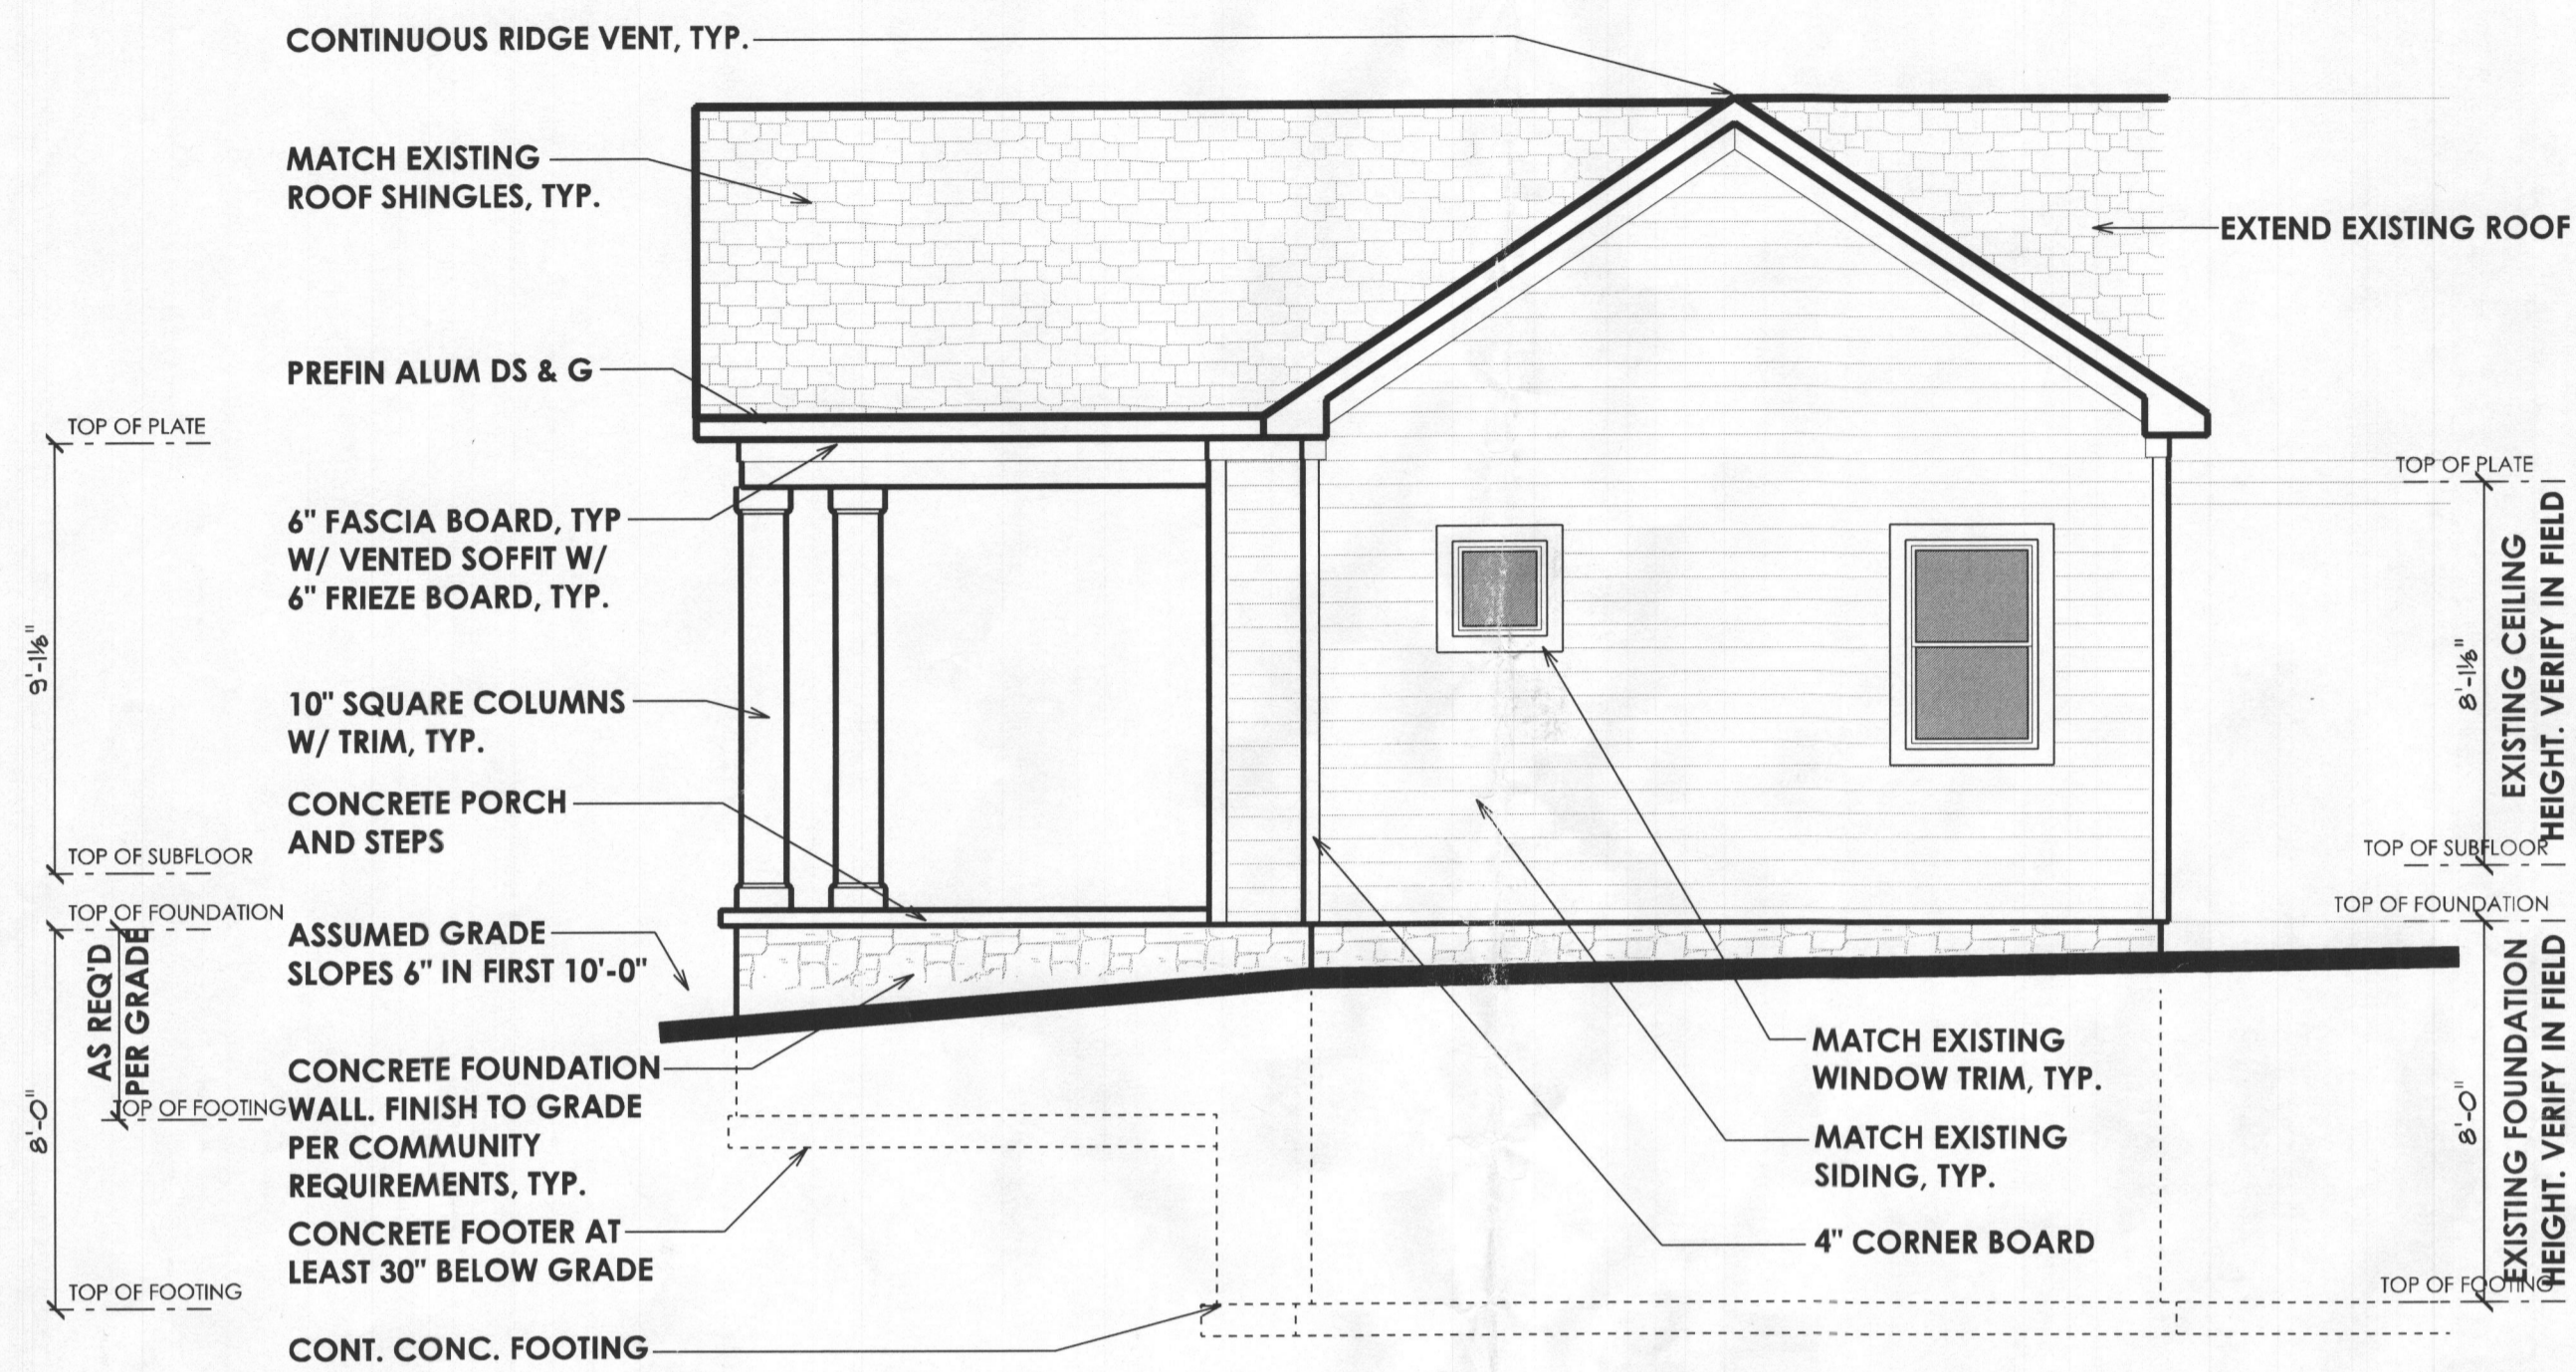 CONTINUOUS RIDGE VENT, TYP.
MATCH EXISTING
ROOF SHINGLES, TYP.
EXTEND EXISTING ROOF
PREFIN ALUM DS & G
TOP OF PLATE
6" FASCIA BOARD, TYP
W/ VENTED SOFFIT W/
6" FRIEZE BOARD, TYP.
9'-1⅛"
10" SQUARE COLUMNS
W/ TRIM, TYP.
CONCRETE PORCH
AND STEPS
TOP OF SUBFLOOR
TOP OF FOUNDATION
ASSUMED GRADE
SLOPES 6" IN FIRST 10'-0"
AS REQ'D
PER GRADE
CONCRETE FOUNDATION
WALL. FINISH TO GRADE
PER COMMUNITY
REQUIREMENTS, TYP.
TOP OF FOOTING
8'-0"
CONCRETE FOOTER AT
LEAST 30" BELOW GRADE
TOP OF FOOTING
CONT. CONC. FOOTING
MATCH EXISTING
WINDOW TRIM, TYP.
MATCH EXISTING
SIDING, TYP.
4" CORNER BOARD
TOP OF PLATE
8'-1⅛"
EXISTING CEILING
HEIGHT. VERIFY IN FIELD
TOP OF SUBFLOOR
TOP OF FOUNDATION
8'-0"
EXISTING FOUNDATION
HEIGHT. VERIFY IN FIELD
TOP OF FOOTING